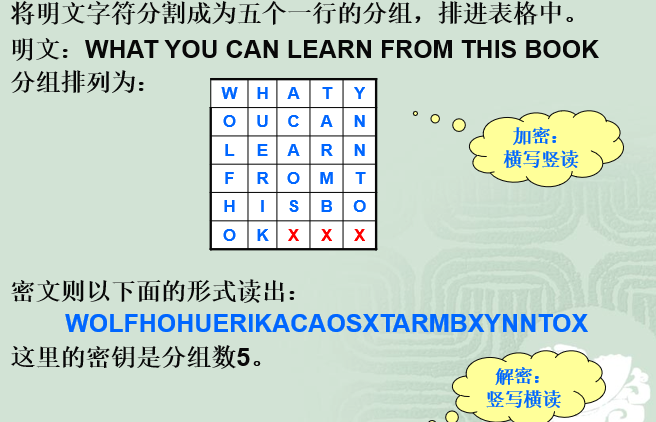 将明文字符分割成为五个一行的分组，排进表格中。
明文：WHAT YOU CAN LEARN FROM THIS BOOK
分组排列为：
W H A T Y
O U C A N
L E A R N
F R O M T
H I S B O
O K X X X
加密：
横写竖读
密文则以下面的形式读出：
WOLFHOHUERIKACAOSXTARMBXYNNTOX
这里的密钥是分组数5。
解密：
竖写横读